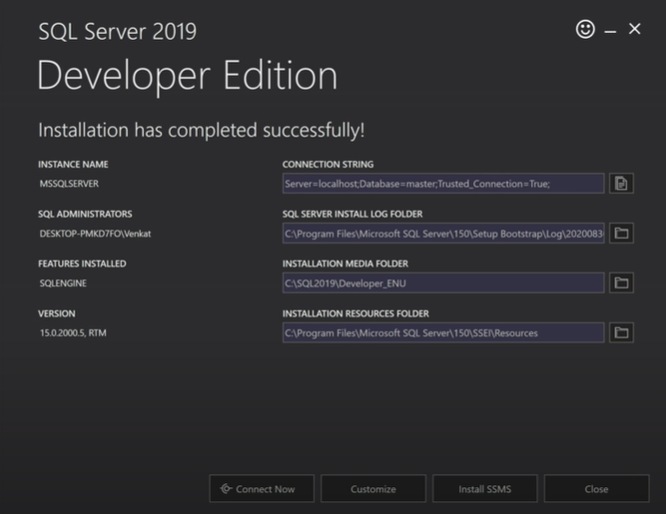 SQL Server 2019
Developer Edition
Installation has completed successfully!
INSTANCE NAME
MSSQLSERVER
CONNECTION STRING
Server=localhost;Database=master;Trusted_Connection=True;
SQL ADMINISTRATORS
DESKTOP-PMKD7FO\Venkat
SQL SERVER INSTALL LOG FOLDER
C:\Program Files\Microsoft SQL Server\150\Setup Bootstrap\Log\2020083
FEATURES INSTALLED
SQLENGINE
INSTALLATION MEDIA FOLDER
C:\SQL2019\Developer_ENU
VERSION
15.0.2000.5, RTM
INSTALLATION RESOURCES FOLDER
C:\Program Files\Microsoft SQL Server\150\SSEI\Resources
Connect Now
Customize
Install SSMS
Close